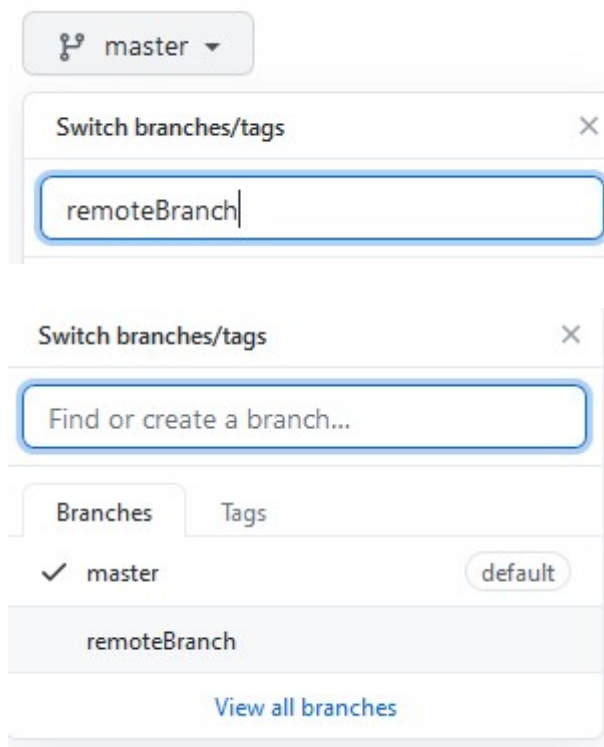 master
Switch branches/tags
remoteBranch
Switch branches/tags
Find or create a branch...
Branches Tags
master default
remoteBranch
View all branches